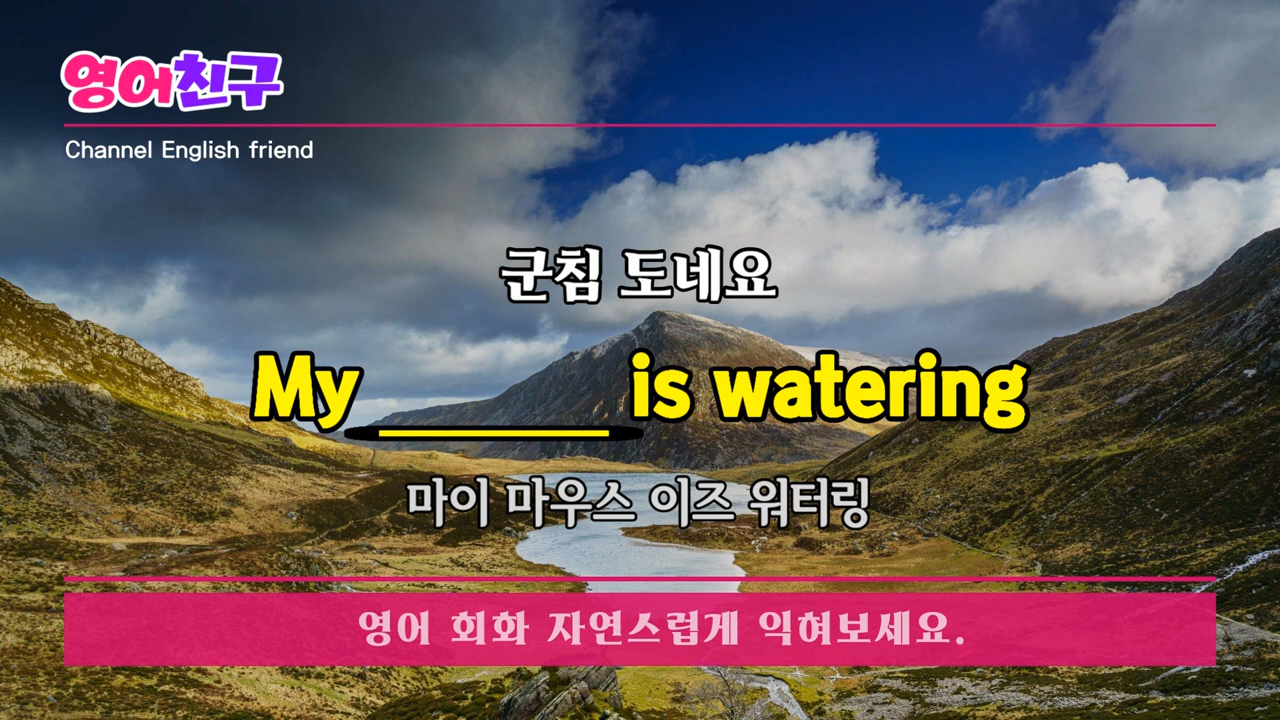 영어친구
Channel English friend
군침 도네요
My ______ is watering
마이 마우스 이즈 워터링
영어 회화 자연스럽게 익혀보세요.